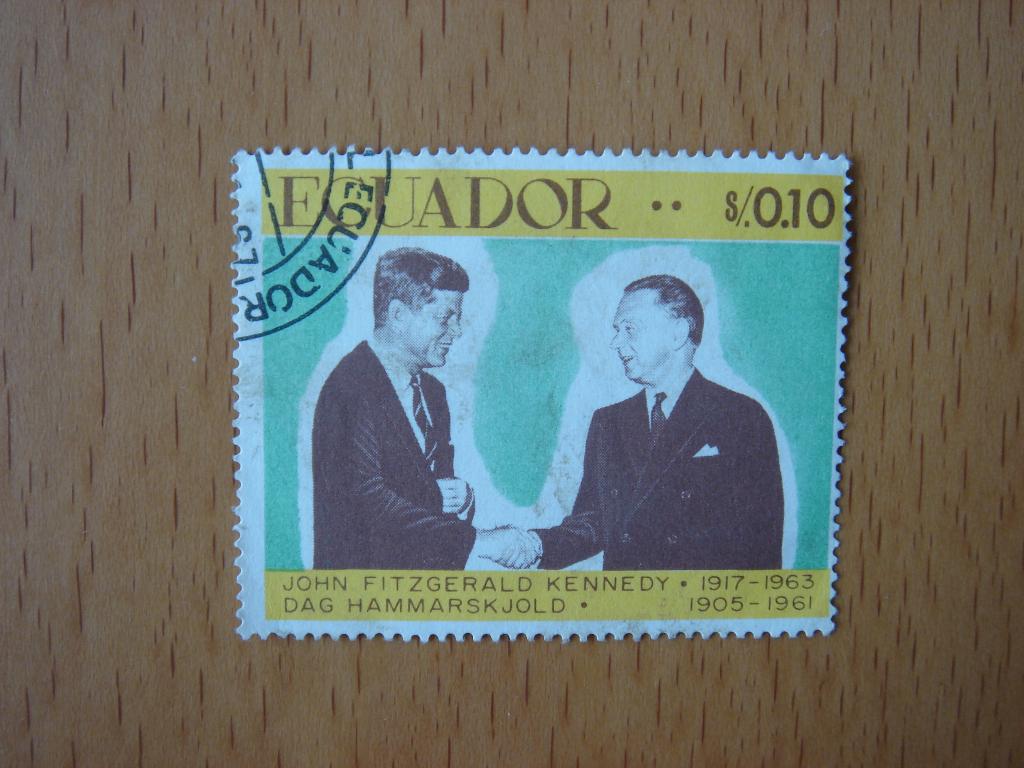 ECUADOR .. S/.0.10
ECUADOR
JOHN FITZGERALD KENNEDY • 1917-1963
DAG HAMMARSKJOLD • 1905-1961